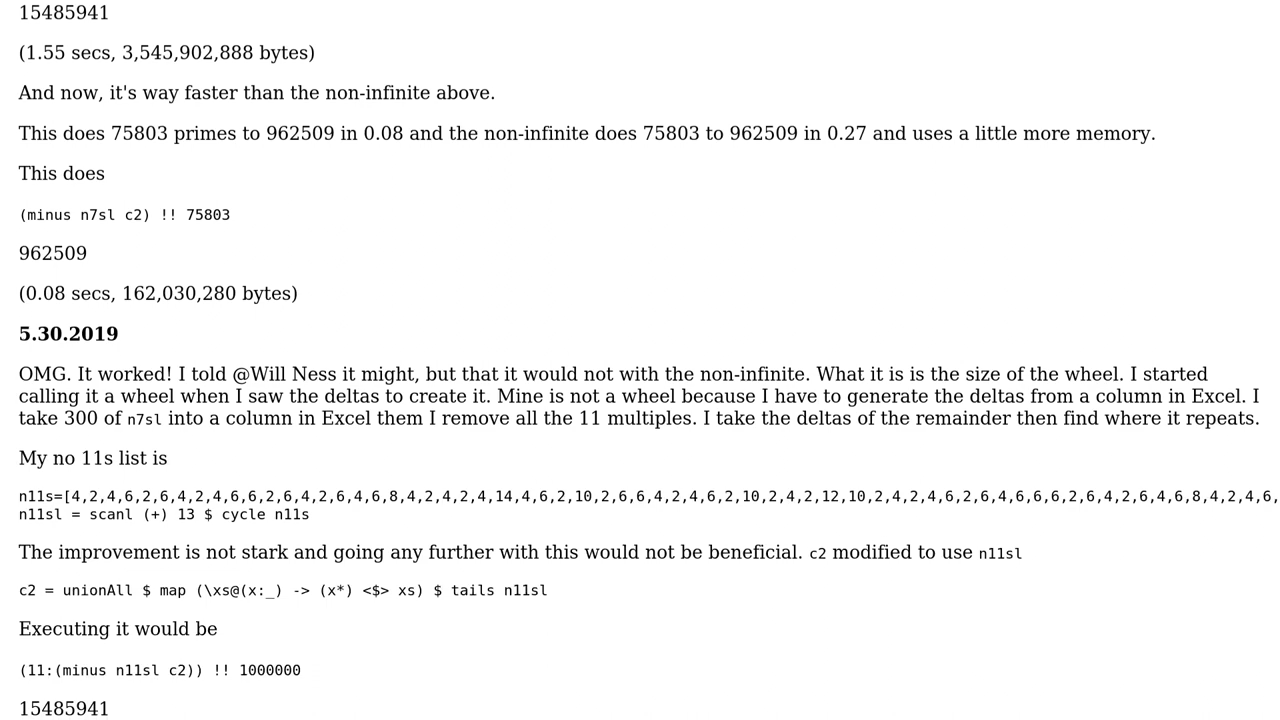 15485941
(1.55 secs, 3,545,902,888 bytes)
And now, it's way faster than the non-infinite above.
This does 75803 primes to 962509 in 0.08 and the non-infinite does 75803 to 962509 in 0.27 and uses a little more memory.
This does
(minus n7sl c2) !! 75803
962509
(0.08 secs, 162,030,280 bytes)
5.30.2019
OMG. It worked! I told @Will Ness it might, but that it would not with the non-infinite. What it is is the size of the wheel. I started
calling it a wheel when I saw the deltas to create it. Mine is not a wheel because I have to generate the deltas from a column in Excel. I
take 300 of n7sl into a column in Excel them I remove all the 11 multiples. I take the deltas of the remainder then find where it repeats.
My no 11s list is
n11s=[4,2,4,6,2,6,4,2,4,6,6,2,6,4,2,6,4,6,8,4,2,4,2,4,14,4,6,2,10,2,6,6,4,2,4,6,2,10,2,4,2,12,10,2,4,2,4,6,2,6,4,6,6,6,2,6,4,2,6,4,6,8,4,2,4,6,
n11sl = scanl (+) 13 $ cycle n11s
The improvement is not stark and going any further with this would not be beneficial. c2 modified to use n11sl
c2 = unionAll $ map (\xs@(x:_) -> (x*) <$> xs) $ tails n11sl
Executing it would be
(11:(minus n11sl c2)) !! 1000000
15485941